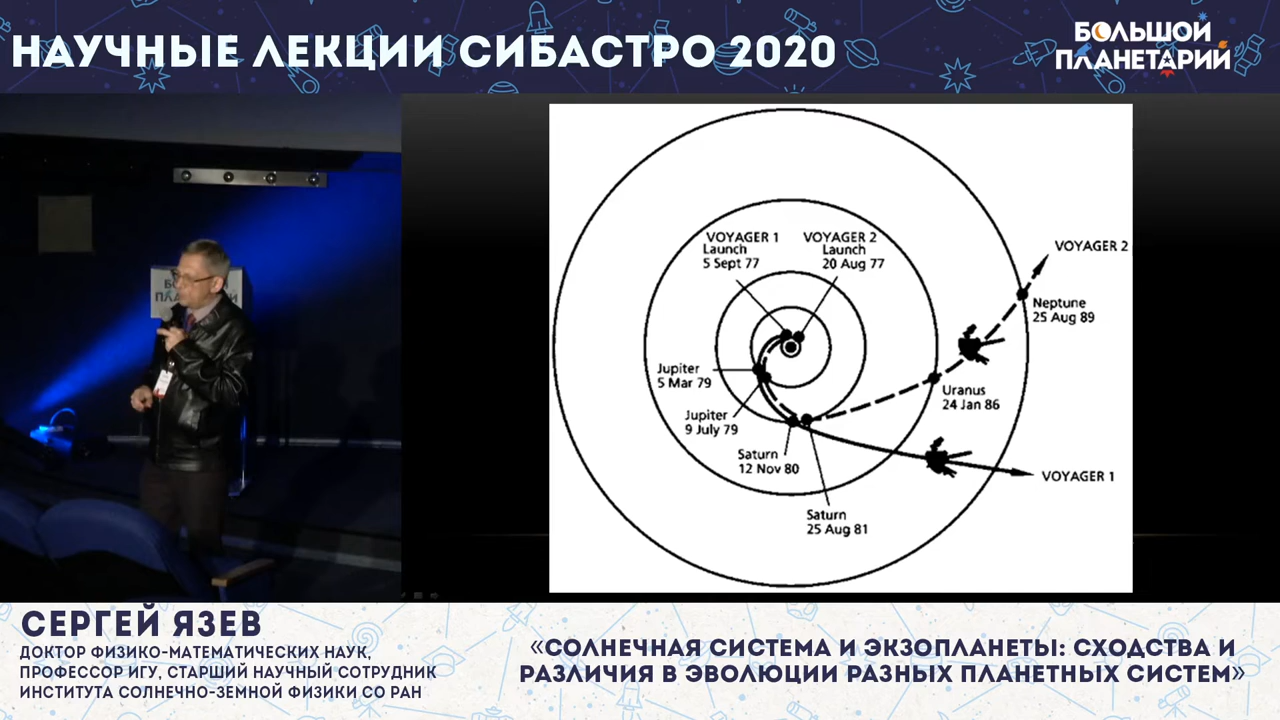 НАУЧНЫЕ ЛЕКЦИИ СИБАСТРО 2020
БОЛЬШОЙ
ПЛАНЕТАРИЙ
VOYAGER 1
Launch
5 Sept 77
VOYAGER 2
Launch
20 Aug 77
VOYAGER 2
Neptune
25 Aug 89
Jupiter
5 Mar 79
Uranus
24 Jan 86
Jupiter
9 July 79
Saturn
12 Nov 80
VOYAGER 1
Saturn
25 Aug 81
СЕРГЕЙ ЯЗЕВ
ДОКТОР ФИЗИКО-МАТЕМАТИЧЕСКИХ НАУК,
ПРОФЕССОР ИГУ, СТАРШИЙ НАУЧНЫЙ СОТРУДНИК
ИНСТИТУТА СОЛНЕЧНО-ЗЕМНОЙ ФИЗИКИ СО РАН
«СОЛНЕЧНАЯ СИСТЕМА И ЭКЗОПЛАНЕТЫ: СХОДСТВА И
РАЗЛИЧИЯ В ЭВОЛЮЦИИ РАЗНЫХ ПЛАНЕТНЫХ СИСТЕМ»